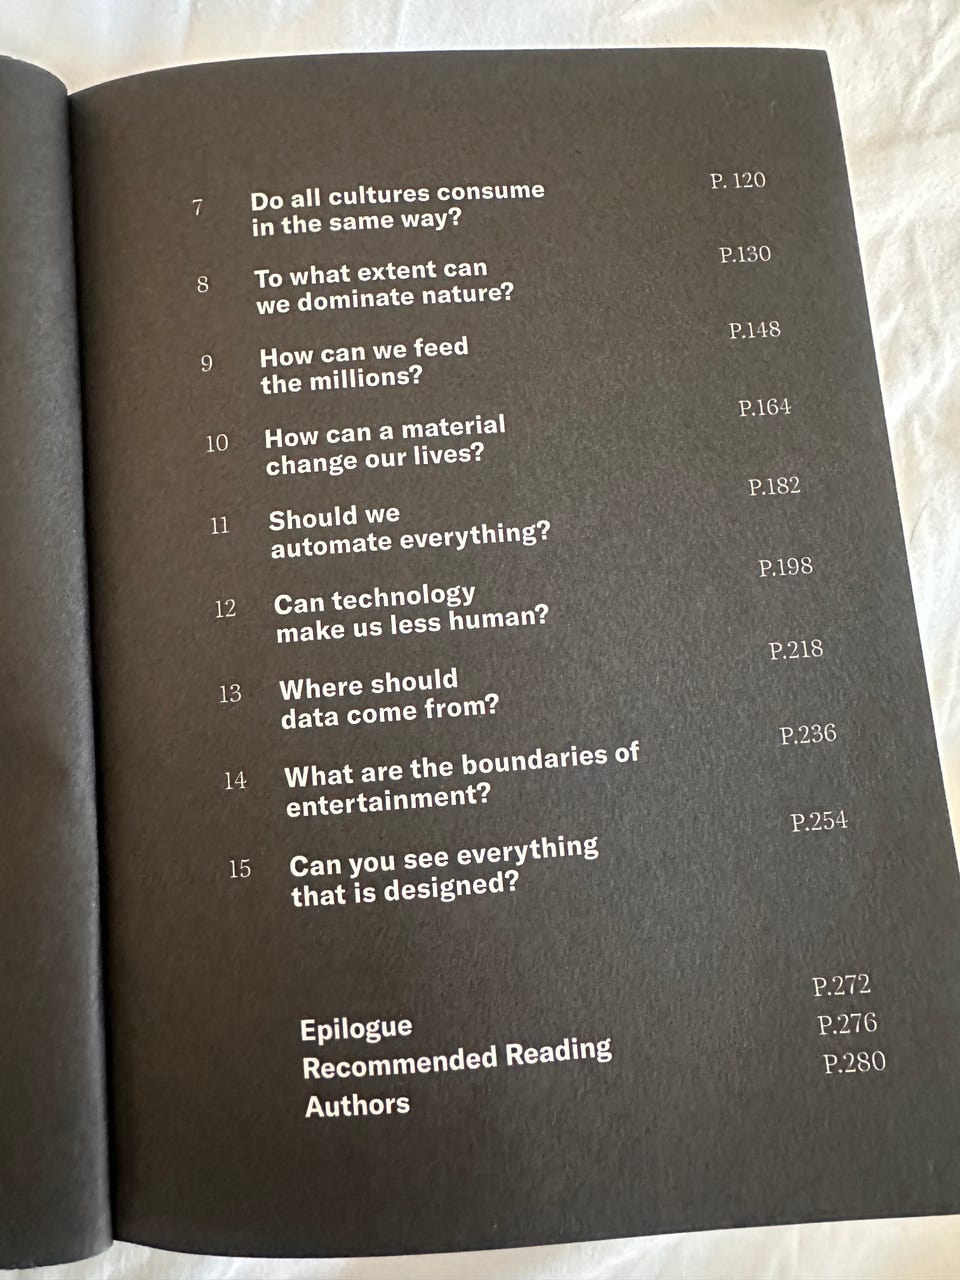 7 Do all cultures consume P. 120
in the same way?
8 To what extent can P.130
we dominate nature?
9 How can we feed P.148
the millions?
10 How can a material P.164
change our lives?
11 Should we P.182
automate everything?
12 Can technology P.198
make us less human?
13 Where should P.218
data come from?
14 What are the boundaries of P.236
entertainment?
15 Can you see everything P.254
that is designed?
Epilogue P.272
Recommended Reading P.276
Authors P.280